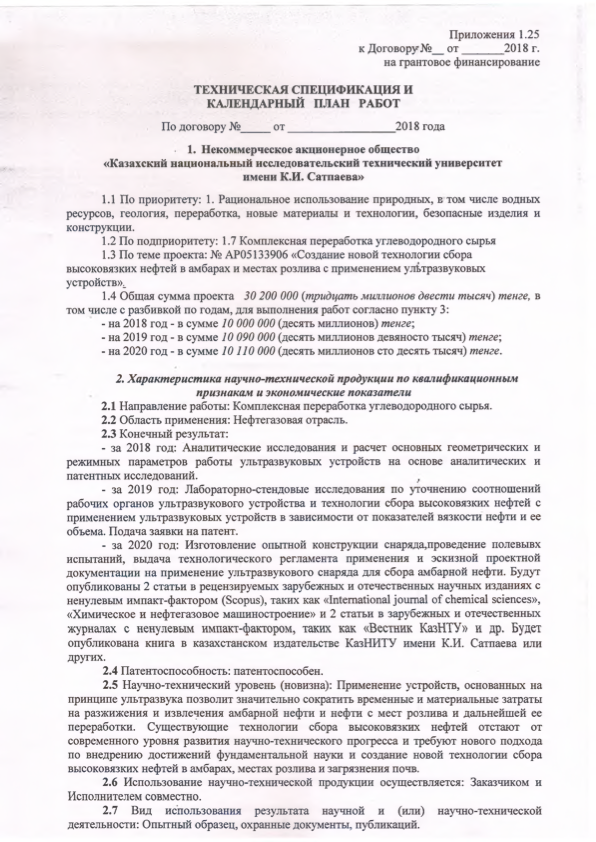 Приложения 1.25
к Договору №__ от _______2018 г.
на грантовое финансирование
ТЕХНИЧЕСКАЯ СПЕЦИФИКАЦИЯ И
КАЛЕНДАРНЫЙ ПЛАН РАБОТ
По договору №_____ от ___________________2018 года
1. Некоммерческое акционерное общество
«Казахский национальный исследовательский технический университет
имени К.И. Сатпаева»
1.1 По приоритету: 1. Рациональное использование природных, в том числе водных
ресурсов, геология, переработка, новые материалы и технологии, безопасные изделия и
конструкции.
1.2 По подприоритету: 1.7 Комплексная переработка углеводородного сырья
1.3 По теме проекта: № АР05133906 «Создание новой технологии сбора
высоковязких нефтей в амбарах и местах розлива с применением ультразвуковых
устройств».
1.4 Общая сумма проекта 30 200 000 (тридцать миллионов двести тысяч) тенге, в
том числе с разбивкой по годам, для выполнения работ согласно пункту 3:
- на 2018 год - в сумме 10 000 000 (десять миллионов) тенге;
- на 2019 год - в сумме 10 090 000 (десять миллионов девяносто тысяч) тенге;
- на 2020 год - в сумме 10 110 000 (десять миллионов сто десять тысяч) тенге.
2. Характеристика научно-технической продукции по квалификационным
признакам и экономические показатели
2.1 Направление работы: Комплексная переработка углеводородного сырья.
2.2 Область применения: Нефтегазовая отрасль.
2.3 Конечный результат:
- за 2018 год: Аналитические исследования и расчет основных геометрических и
режимных параметров работы ультразвуковых устройств на основе аналитических и
патентных исследований.
- за 2019 год: Лабораторно-стендовые исследования по уточнению соотношений
рабочих органов ультразвукового устройства и технологии сбора высоковязких нефтей с
применением ультразвуковых устройств в зависимости от показателей вязкости нефти и ее
объема. Подача заявки на патент.
- за 2020 год: Изготовление опытной конструкции снаряда,проведение полевывх
испытаний, выдача технологического регламента применения и эскизной проектной
документации на применение ультразвукового снаряда для сбора амбарной нефти. Будут
опубликованы 2 статьи в рецензируемых зарубежных и отечественных научных изданиях с
ненулевым импакт-фактором (Scopus), таких как «International journal of chemical sciences»,
«Химическое и нефтегазовое машиностроение» и 2 статьи в зарубежных и отечественных
журналах с ненулевым импакт-фактором, таких как «Вестник КазНТУ» и др. Будет
опубликована книга в казахстанском издательстве КазНИТУ имени К.И. Сатпаева или
других.
2.4 Патентоспособность: патентоспособен.
2.5 Научно-технический уровень (новизна): Применение устройств, основанных на
принципе ультразвука позволит значительно сократить временные и материальные затраты
на разжижения и извлечения амбарной нефти и нефти с мест розлива и дальнейшей ее
переработки. Существующие технологии сбора высоковязких нефтей отстают от
современного уровня развития научно-технического прогресса и требуют нового подхода
по внедрению достижений фундаментальной науки и создание новой технологии сбора
высоковязких нефтей в амбарах, местах розлива и загрязнения почв.
2.6 Использование научно-технической продукции осуществляется: Заказчиком и
Исполнителем совместно.
2.7 Вид использования результата научной и (или) научно-технической
деятельности: Опытный образец, охранные документы, публикаций.